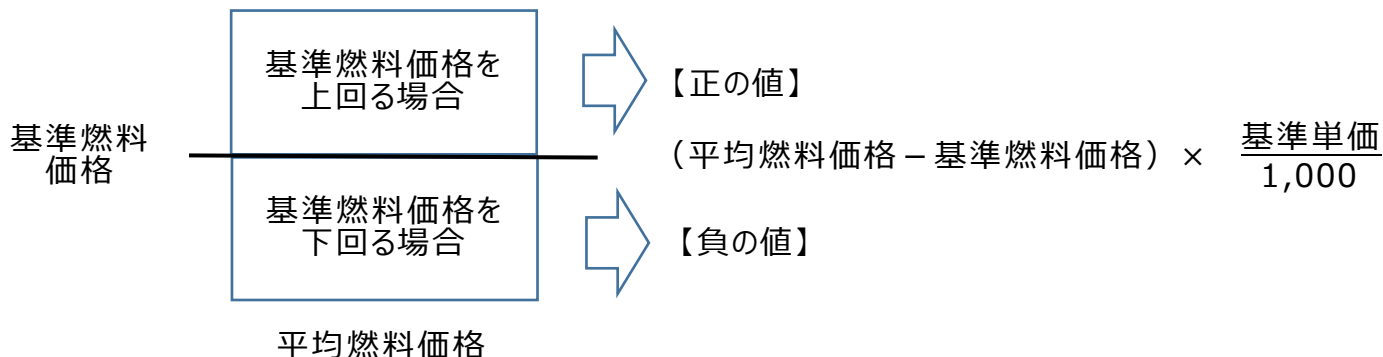 基準燃料価格を
上回る場合
【正の値】
基準燃料
価格
（平均燃料価格 – 基準燃料価格） × 基準単価
1,000
基準燃料価格を
下回る場合
【負の値】
平均燃料価格